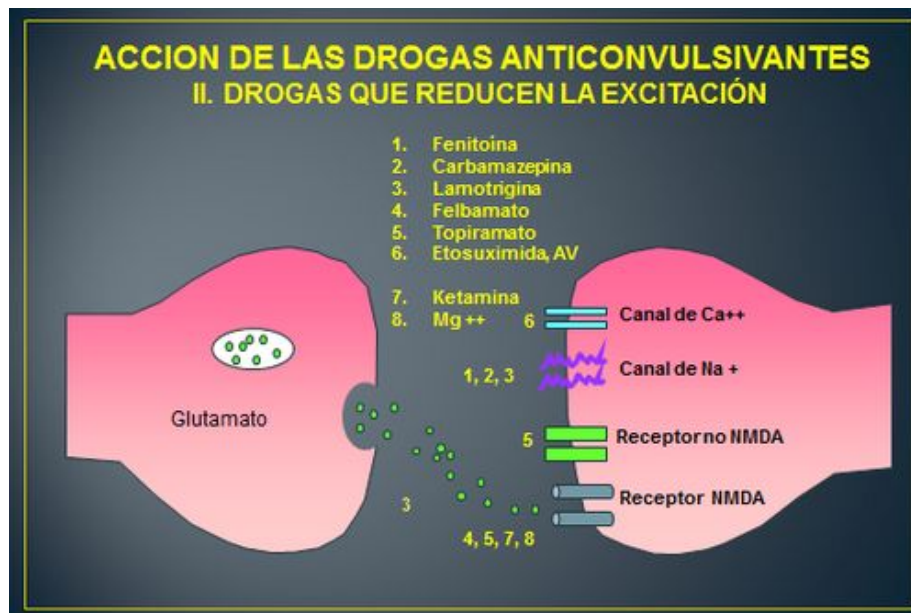 ACCION DE LAS DROGAS ANTICONVULSIVANTES
II. DROGAS QUE REDUCEN LA EXCITACIÓN
1. Fenitoína
2. Carbamazepina
3. Lamotrigina
4. Felbamato
5. Topiramato
6. Etosuximida, AV
7. Ketamina
8. Mg ++
6 Canal de Ca++
1, 2, 3 Canal de Na +
Glutamato
5 Receptor no NMDA
3 Receptor NMDA
4, 5, 7, 8